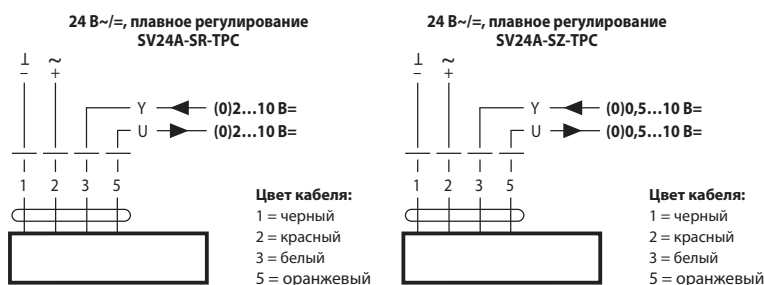 24 В~/=, плавное регулирование
SV24A-SR-TPC
⊥ ~
– +
Y (0)2...10 В=
U (0)2...10 В=
1 2 3 5
Цвет кабеля:
1 = черный
2 = красный
3 = белый
5 = оранжевый
24 В~/=, плавное регулирование
SV24A-SZ-TPC
⊥ ~
– +
Y (0)0,5...10 В=
U (0)0,5...10 В=
1 2 3 5
Цвет кабеля:
1 = черный
2 = красный
3 = белый
5 = оранжевый